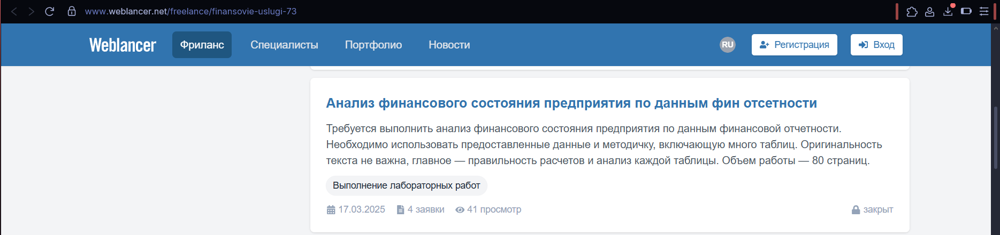 www.weblancer.net/freelance/finansovie-uslugi-73
Weblancer Фриланс Специалисты Портфолио Новости RU Регистрация Вход
Анализ финансового состояния предприятия по данным фин отсетности
Требуется выполнить анализ финансового состояния предприятия по данным финансовой отчетности.
Необходимо использовать предоставленные данные и методичку, включающую много таблиц. Оригинальность
текста не важна, главное — правильность расчетов и анализ каждой таблицы. Объем работы — 80 страниц.
Выполнение лабораторных работ
17.03.2025 4 заявки 41 просмотр закрыт